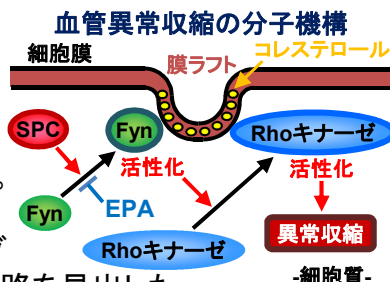 血管異常収縮の分子機構
細胞膜
膜ラフト
コレステロール
SPC
Fyn
Rhoキナーゼ
活性化
活性化
Fyn
EPA
異常収縮
Rhoキナーゼ
-細胞質-